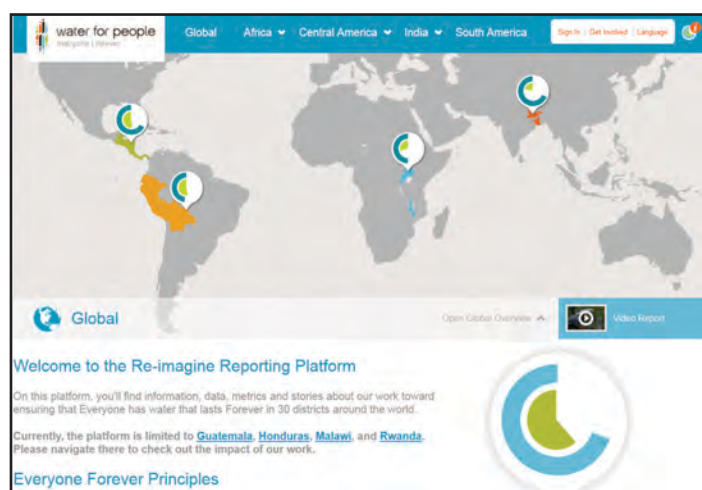 water for people
everyone | forever
Global Africa Central America India South America
Sign In | Get Involved | Language
Global
Open Global Overview
Video Report
Welcome to the Re-imagine Reporting Platform
On this platform, you'll find information, data, metrics and stories about our work toward
ensuring that Everyone has water that lasts Forever in 30 districts around the world.
Currently, the platform is limited to Guatemala, Honduras, Malawi, and Rwanda.
Please navigate there to check out the impact of our work.
Everyone Forever Principles